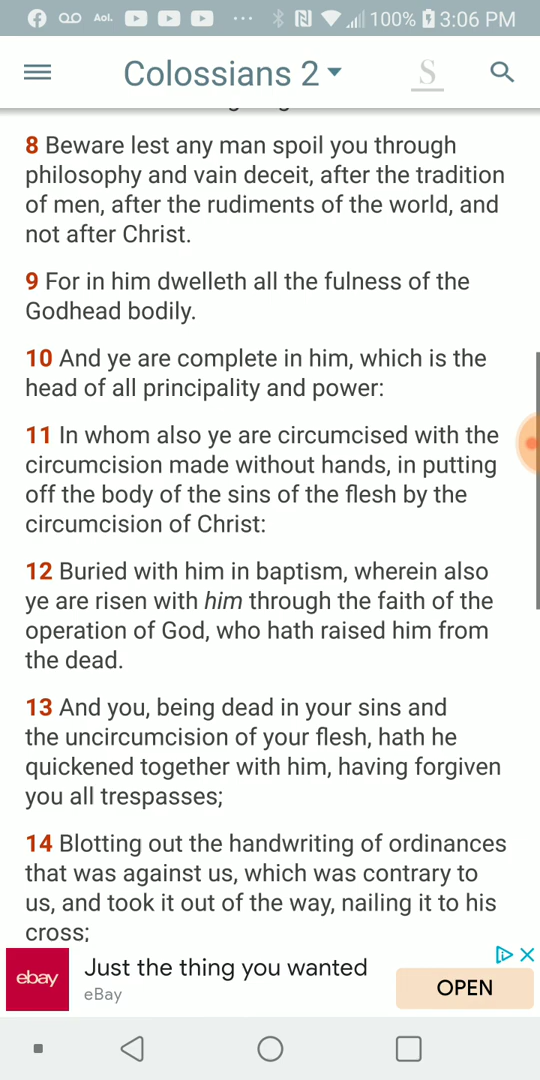 Aol.
100% 3:06 PM
Colossians 2
S
8 Beware lest any man spoil you through
philosophy and vain deceit, after the tradition
of men, after the rudiments of the world, and
not after Christ.
9 For in him dwelleth all the fulness of the
Godhead bodily.
10 And ye are complete in him, which is the
head of all principality and power:
11 In whom also ye are circumcised with the
circumcision made without hands, in putting
off the body of the sins of the flesh by the
circumcision of Christ:
12 Buried with him in baptism, wherein also
ye are risen with him through the faith of the
operation of God, who hath raised him from
the dead.
13 And you, being dead in your sins and
the uncircumcision of your flesh, hath he
quickened together with him, having forgiven
you all trespasses;
14 Blotting out the handwriting of ordinances
that was against us, which was contrary to
us, and took it out of the way, nailing it to his
cross;
ebay
Just the thing you wanted
eBay
OPEN